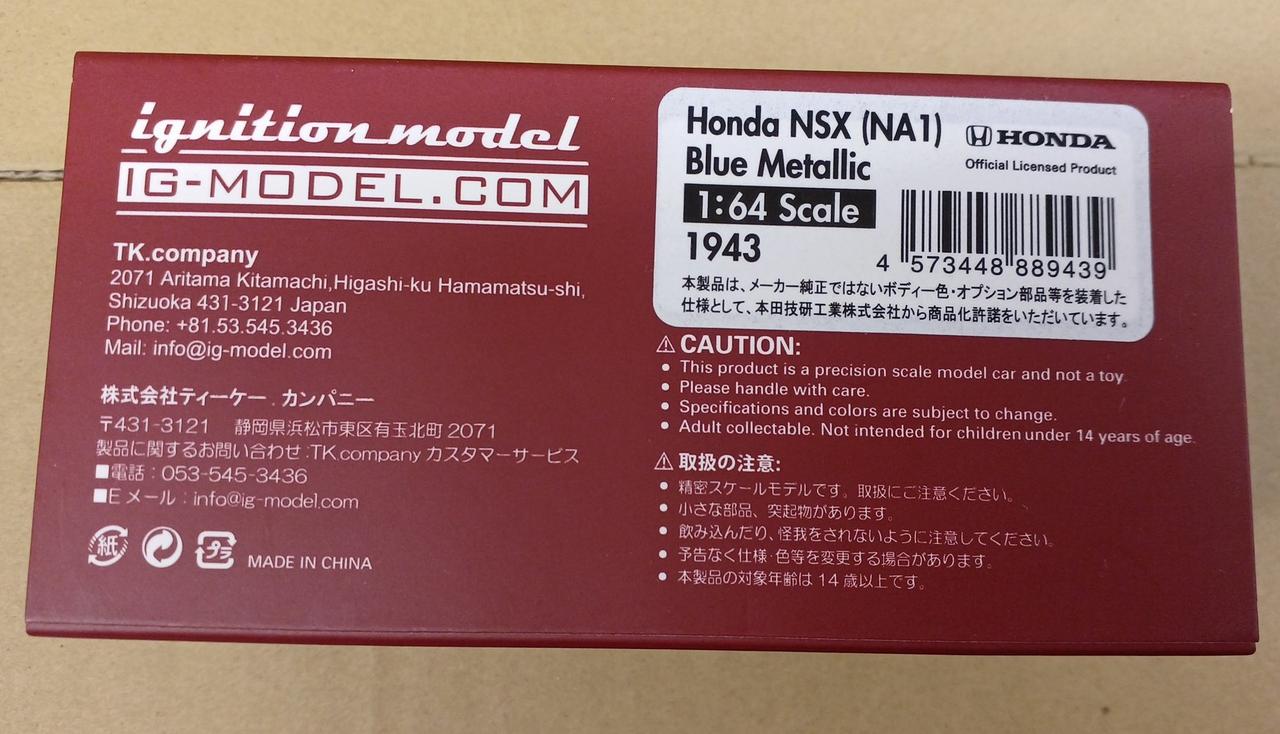 ignition model
IG-MODEL.COM
TK.company
2071 Aritama Kitamachi,Higashi-ku Hamamatsu-shi,
Shizuoka 431-3121 Japan
Phone: +81.53.545.3436
Mail: info@ig-model.com
株式会社ティーケー.カンパニー
〒431-3121 静岡県浜松市東区有玉北町2071
製品に関するお問い合わせ:TK.company カスタマーサービス
■電話:053-545-3436
■Eメール:info@ig-model.com
紙
プラ
MADE IN CHINA
Honda NSX (NA1)
Blue Metallic
1:64 Scale
1943
HONDA
Official Licensed Product
4 573448 889439
本製品は、メーカー純正ではないボディー色・オプション部品等を装着した
仕様として、本田技研工業株式会社から商品化許諾をいただいています。
⚠ CAUTION:
• This product is a precision scale model car and not a toy.
• Please handle with care.
• Specifications and colors are subject to change.
• Adult collectable. Not intended for children under 14 years of age.
⚠ 取扱の注意:
• 精密スケールモデルです。取扱にご注意ください。
• 小さな部品、突起物があります。
• 飲み込んだり、怪我をされないように注意してください。
• 予告なく仕様・色等を変更する場合があります。
• 本製品の対象年齢は14歳以上です。